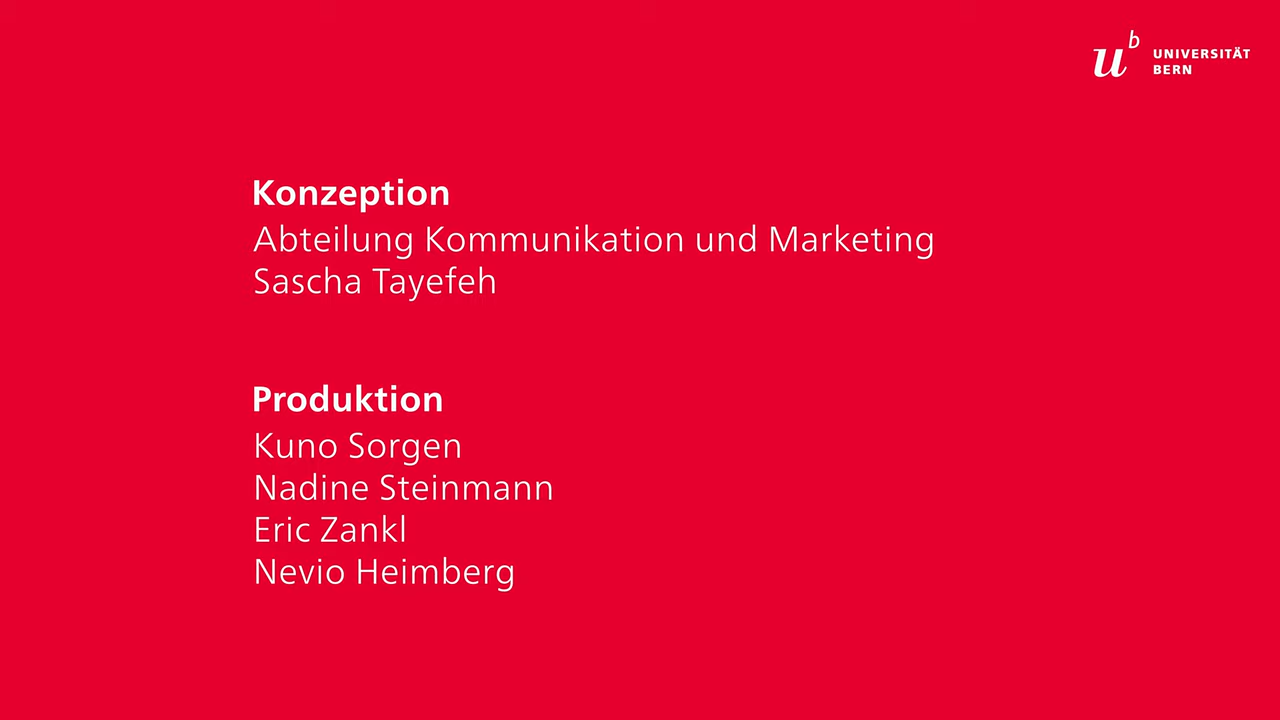 u b
UNIVERSITÄT
BERN
Konzeption
Abteilung Kommunikation und Marketing
Sascha Tayefeh
Produktion
Kuno Sorgen
Nadine Steinmann
Eric Zankl
Nevio Heimberg